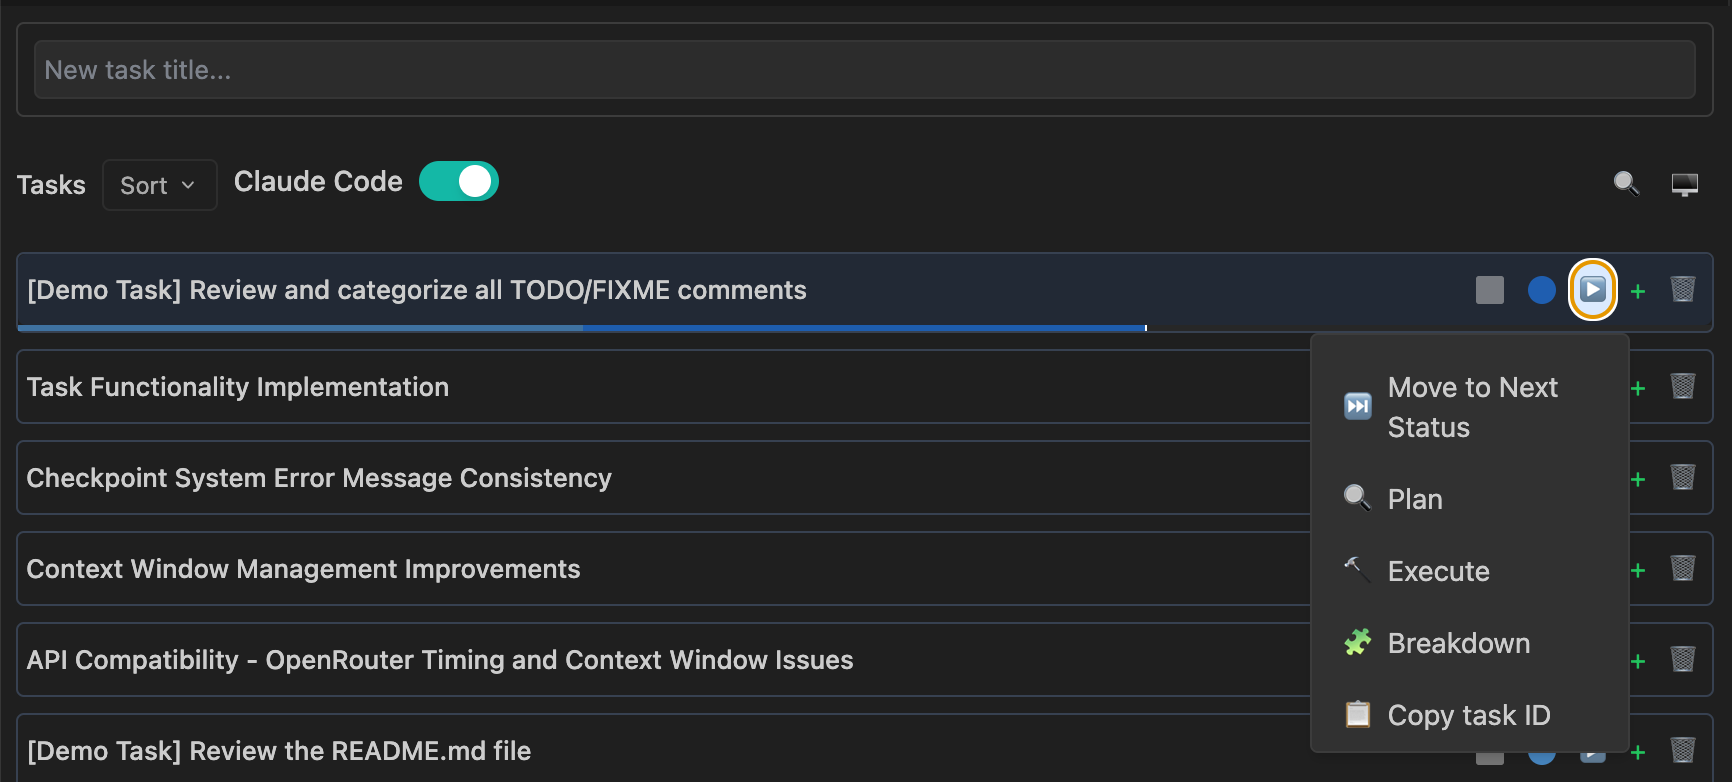 New task title...
Tasks
Sort
Claude Code
[Demo Task] Review and categorize all TODO/FIXME comments
+
Move to Next
Status
Plan
Execute
Breakdown
Copy task ID
Task Functionality Implementation
+
Checkpoint System Error Message Consistency
+
Context Window Management Improvements
+
API Compatibility - OpenRouter Timing and Context Window Issues
+
[Demo Task] Review the README.md file
+